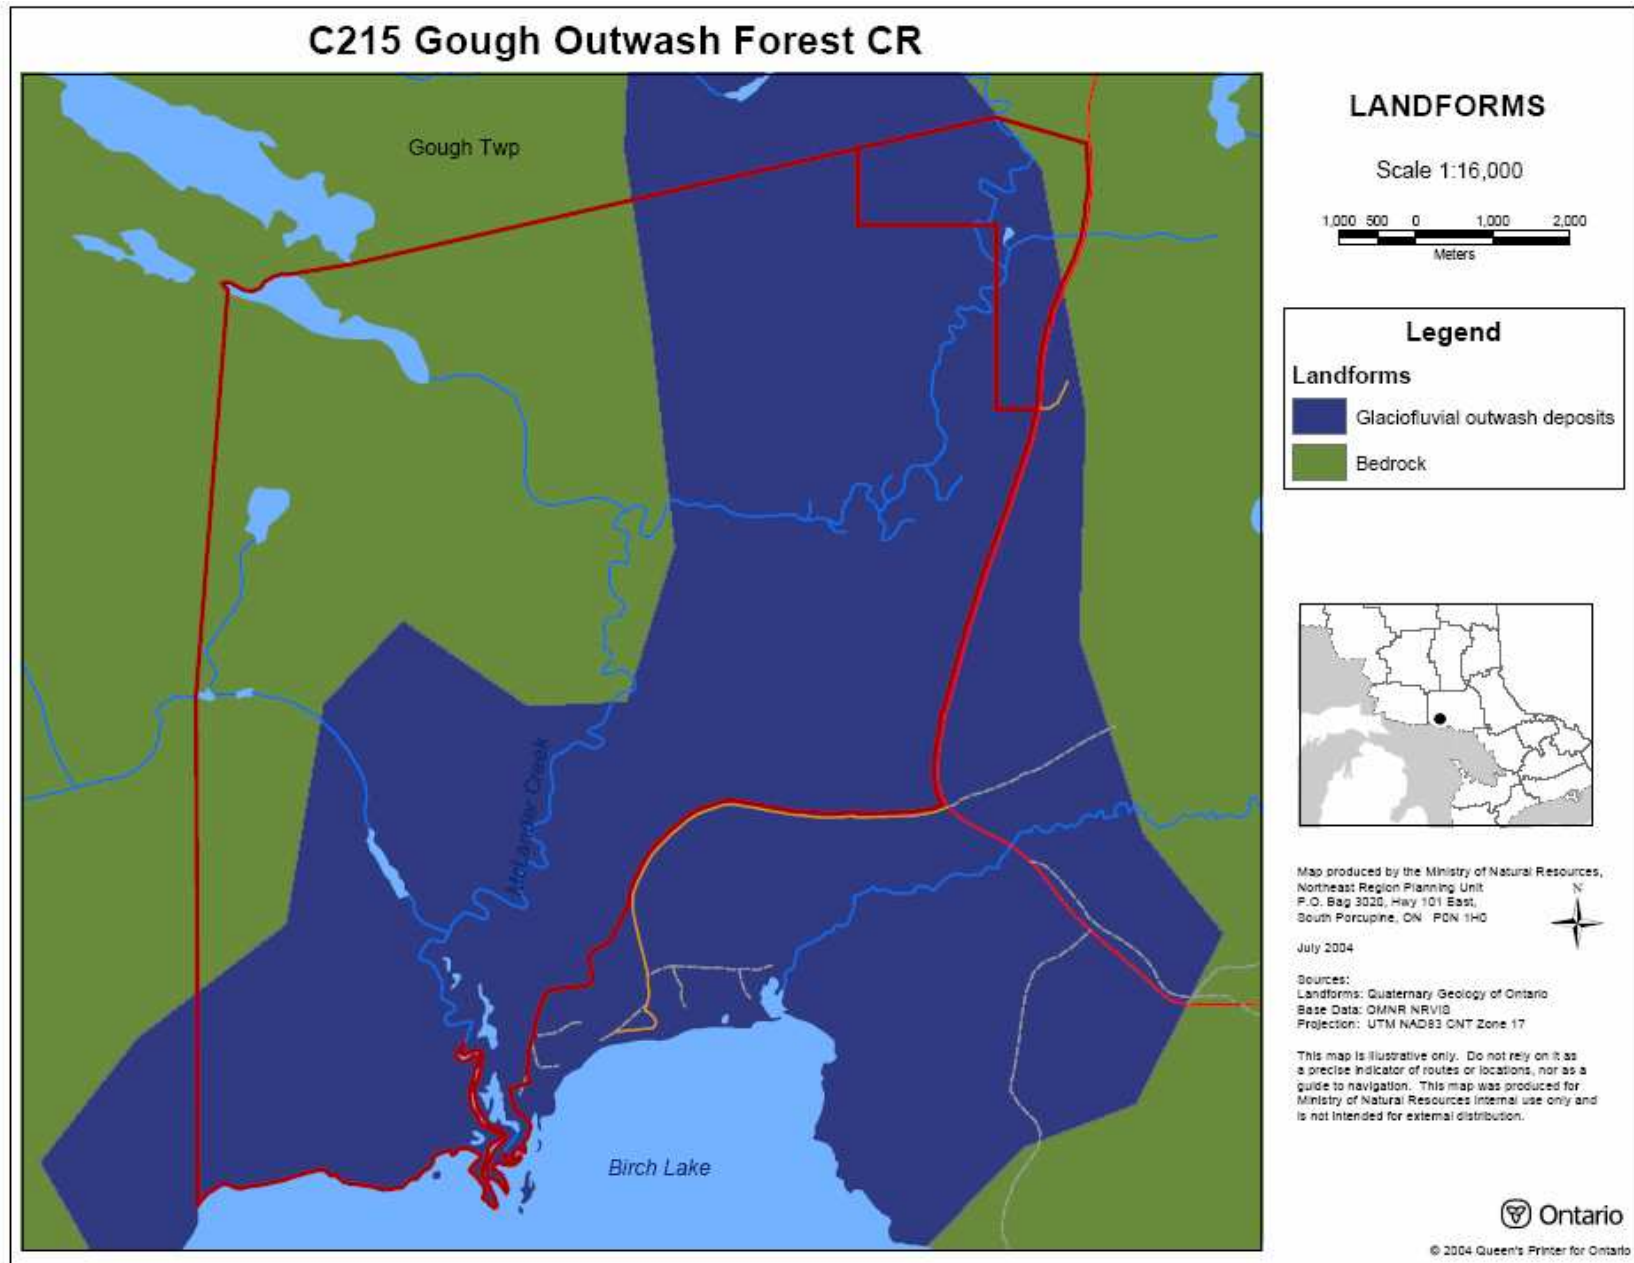 C215 Gough Outwash Forest CR
Gough Twp
McLander Creek
Birch Lake
LANDFORMS
Scale 1:16,000
1,000 500 0 1,000 2,000
Meters
Legend
Landforms
Glaciofluvial outwash deposits
Bedrock
Map produced by the Ministry of Natural Resources,
Northeast Region Planning Unit
P.O. Bag 3020, Hwy 101 East,
South Porcupine, ON P0N 1H0
N
July 2004
Sources:
Landforms: Quaternary Geology of Ontario
Base Data: OMNR NRVIS
Projection: UTM NAD83 CNT Zone 17
This map is illustrative only. Do not rely on it as
a precise indicator of routes or locations, nor as a
guide to navigation. This map was produced for
Ministry of Natural Resources internal use only and
is not intended for external distribution.
N
Ontario
© 2004 Queen's Printer for Ontario